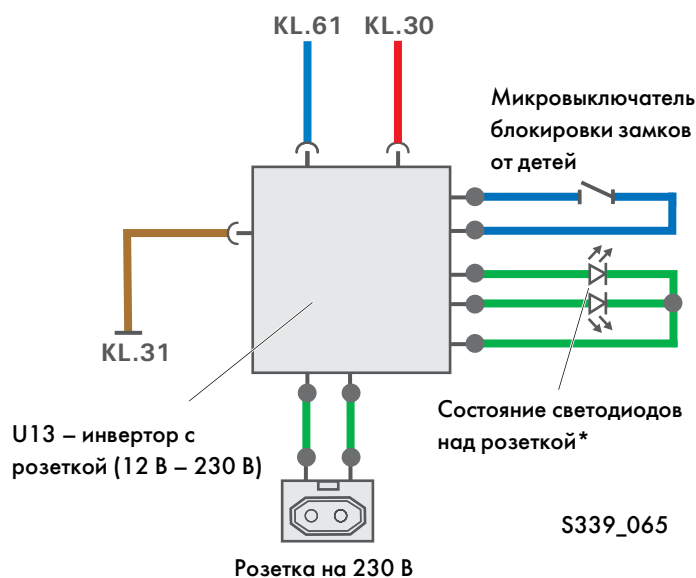 KL.61 KL.30
Микровыключатель
блокировки замков
от детей
KL.31
U13 – инвертор с
розеткой (12 В – 230 В)
Состояние светодиодов
над розеткой*
S339_065
Розетка на 230 В